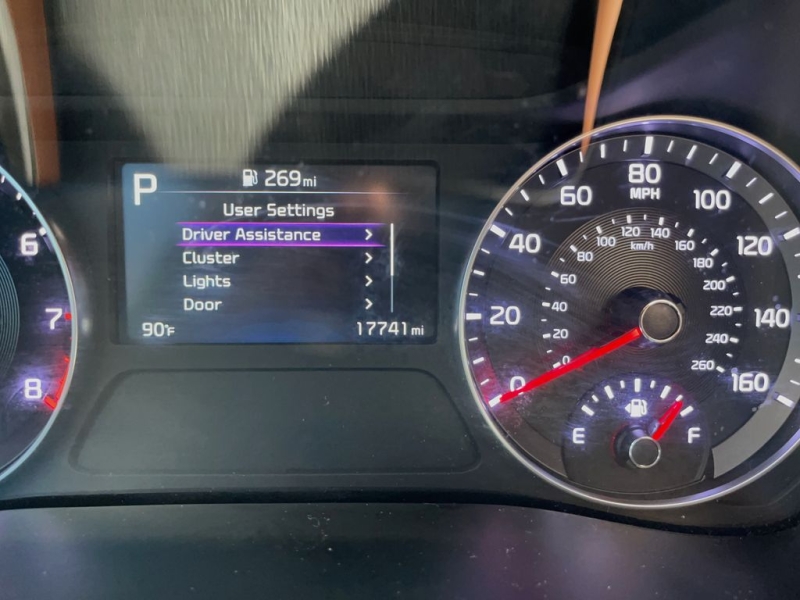 P
269 mi
User Settings
Driver Assistance >
Cluster >
Lights >
Door >
90°F
17741 mi
6
7
8
0
20
40
60
80
100
120
140
160
MPH
0
20
40
60
80
100
120
140
160
180
200
220
240
260
km/h
E
F